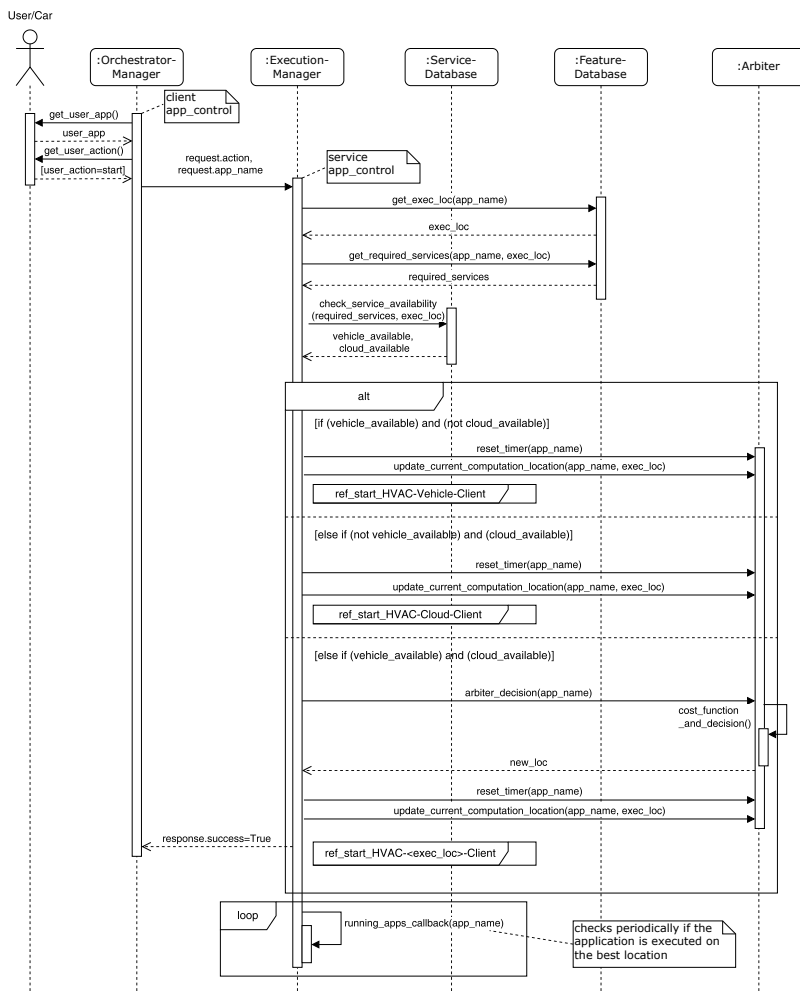 User/Car
:Orchestrator-
Manager
:Execution-
Manager
:Service-
Database
:Feature-
Database
:Arbiter
client
app_control
get_user_app()
user_app
get_user_action()
[user_action=start]
request.action,
request.app_name
service
app_control
get_exec_loc(app_name)
exec_loc
get_required_services(app_name, exec_loc)
required_services
check_service_availability
(required_services, exec_loc)
vehicle_available,
cloud_available
alt
[if (vehicle_available) and (not cloud_available)]
reset_timer(app_name)
update_current_computation_location(app_name, exec_loc)
ref_start_HVAC-Vehicle-Client
[else if (not vehicle_available) and (cloud_available)]
reset_timer(app_name)
update_current_computation_location(app_name, exec_loc)
ref_start_HVAC-Cloud-Client
[else if (vehicle_available) and (cloud_available)]
arbiter_decision(app_name)
cost_function
_and_decision()
new_loc
reset_timer(app_name)
update_current_computation_location(app_name, exec_loc)
response.success=True
ref_start_HVAC-<exec_loc>-Client
loop
running_apps_callback(app_name)
checks periodically if the
application is executed on
the best location